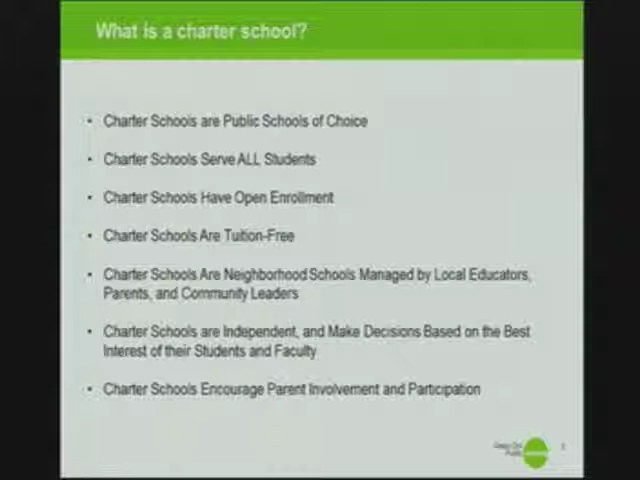 What is a charter school?
• Charter Schools are Public Schools of Choice
• Charter Schools Serve ALL Students
• Charter Schools Have Open Enrollment
• Charter Schools Are Tuition-Free
• Charter Schools Are Neighborhood Schools Managed by Local Educators,
Parents, and Community Leaders
• Charter Schools are Independent, and Make Decisions Based on the Best
Interest of their Students and Faculty
• Charter Schools Encourage Parent Involvement and Participation
Public